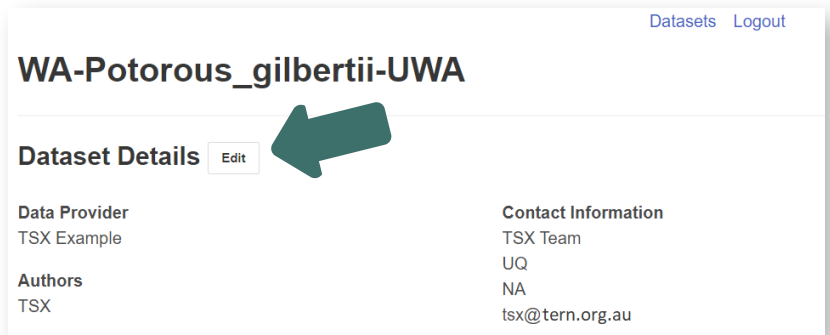 Datasets Logout
WA-Potorous_gilbertii-UWA
Dataset Details Edit
Data Provider
TSX Example
Authors
TSX
Contact Information
TSX Team
UQ
NA
tsx@tern.org.au